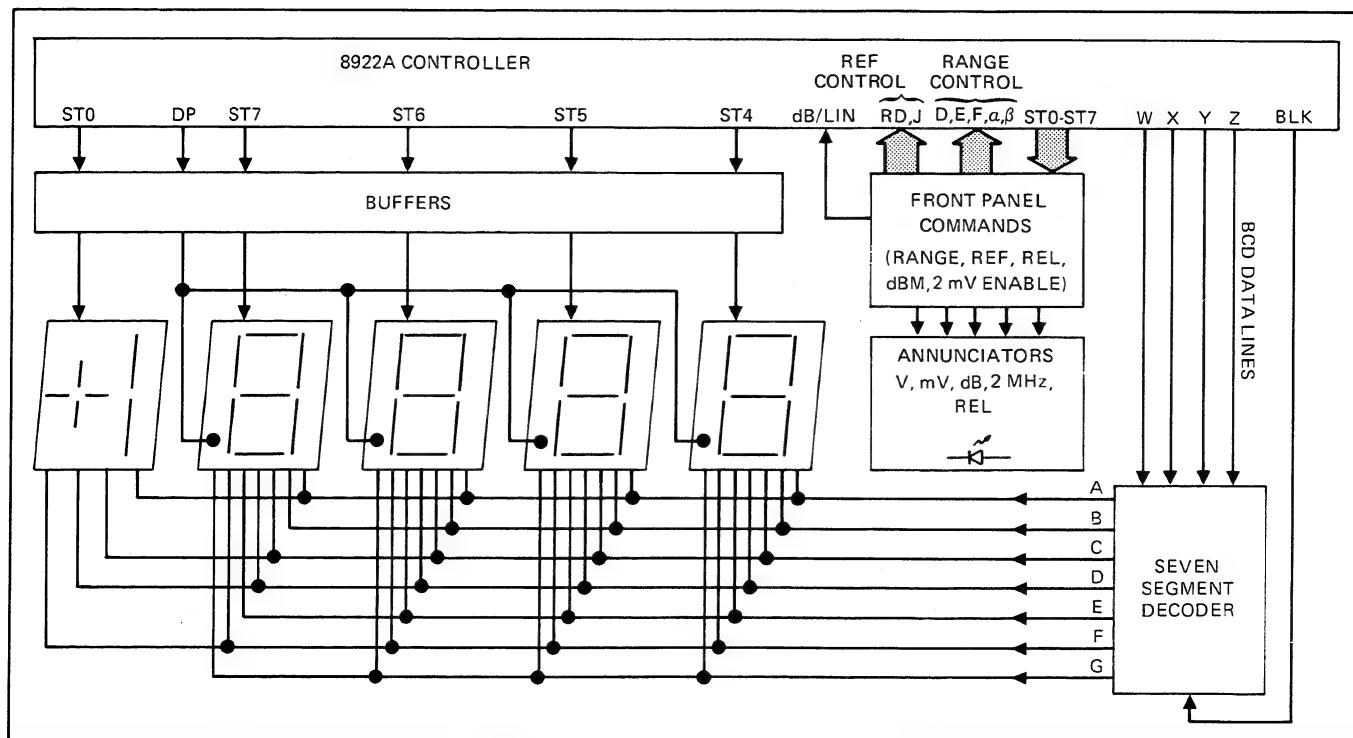 8922A CONTROLLER
REF CONTROL
RANGE CONTROL
ST0 DP ST7 ST6 ST5 ST4 dB/LIN RD,J D,E,F,α,β ST0-ST7 W X Y Z BLK
BUFFERS
FRONT PANEL
COMMANDS
(RANGE, REF, REL,
dBM, 2 mV ENABLE)
BCD DATA LINES
ANNUNCIATORS
V, mV, dB, 2 MHz,
REL
A
B
C
D
E
F
G
SEVEN
SEGMENT
DECODER